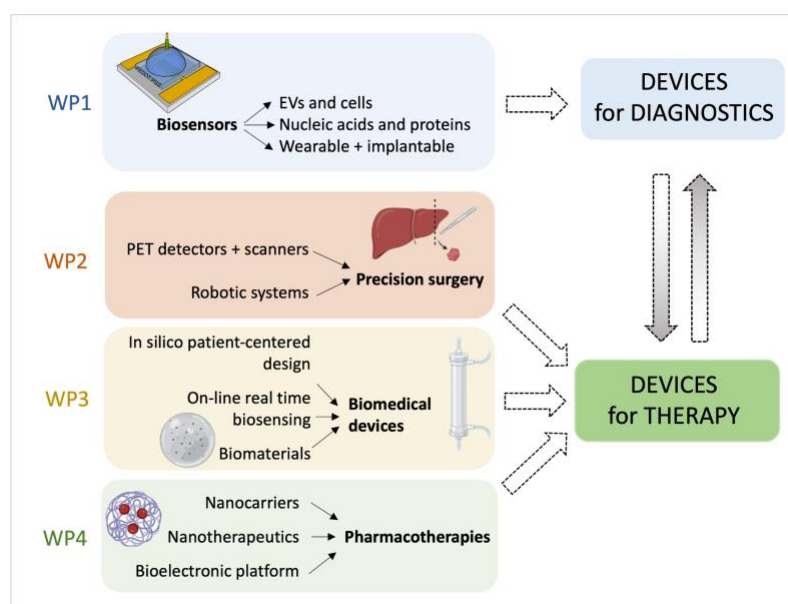 WP1
Biosensors
EVs and cells
Nucleic acids and proteins
Wearable + implantable
DEVICES
for DIAGNOSTICS
WP2
PET detectors + scanners
Robotic systems
Precision surgery
WP3
In silico patient-centered
design
On-line real time
biosensing
Biomaterials
Biomedical
devices
DEVICES
for THERAPY
WP4
Nanocarriers
Nanotherapeutics
Bioelectronic platform
Pharmacotherapies